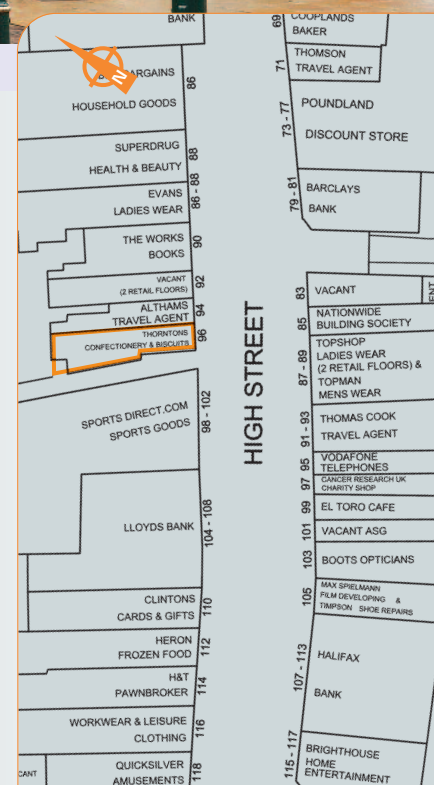 BANK
BARGAINS
HOUSEHOLD GOODS
86
N
SUPERDRUG
HEALTH & BEAUTY
88
EVANS
LADIES WEAR
86 - 88
THE WORKS
BOOKS
90
VACANT
(2 RETAIL FLOORS)
92
ALTHAMS
TRAVEL AGENT
94
THORNTONS
CONFECTIONERY & BISCUITS
96
SPORTS DIRECT.COM
SPORTS GOODS
98 - 102
LLOYDS BANK
104 - 108
CLINTONS
CARDS & GIFTS
110
HERON
FROZEN FOOD
112
H&T
PAWNBROKER
114
WORKWEAR & LEISURE
CLOTHING
116
CANT
QUICKSILVER
AMUSEMENTS
118
HIGH STREET
69
COOPLANDS
BAKER
71
THOMSON
TRAVEL AGENT
73 - 77
POUNDLAND
DISCOUNT STORE
79 - 81
BARCLAYS
BANK
83
VACANT
ENT
85
NATIONWIDE
BUILDING SOCIETY
87 - 89
TOPSHOP
LADIES WEAR
(2 RETAIL FLOORS) &
TOPMAN
MENS WEAR
91 - 93
THOMAS COOK
TRAVEL AGENT
95
VODAFONE
TELEPHONES
97
CANCER RESEARCH UK
CHARITY SHOP
99
EL TORO CAFE
101
VACANT ASG
103
BOOTS OPTICIANS
105
MAX SPIELMANN
FILM DEVELOPING &
TIMPSON SHOE REPAIRS
107 - 113
HALIFAX
BANK
115 - 117
BRIGHTHOUSE
HOME
ENTERTAINMENT